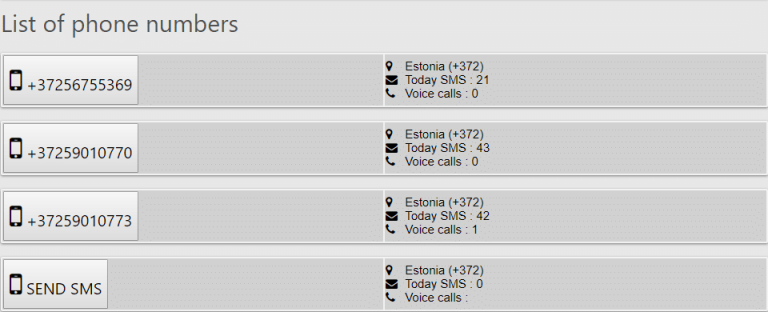 List of phone numbers
+37256755369
Estonia (+372)
Today SMS : 21
Voice calls : 0
+37259010770
Estonia (+372)
Today SMS : 43
Voice calls : 0
+37259010773
Estonia (+372)
Today SMS : 42
Voice calls : 1
SEND SMS
Estonia (+372)
Today SMS : 0
Voice calls :